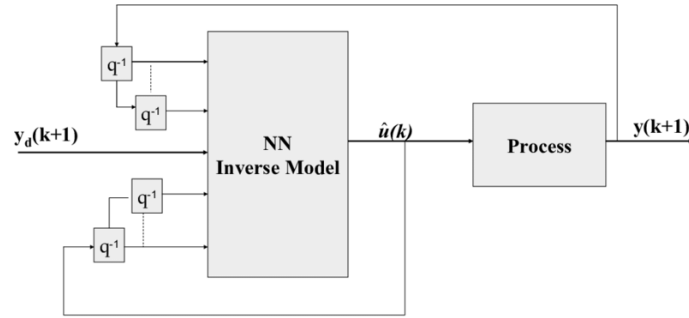 q⁻¹
q⁻¹
y_d(k+1)
NN
Inverse Model
û(k)
Process
y(k+1)
q⁻¹
q⁻¹